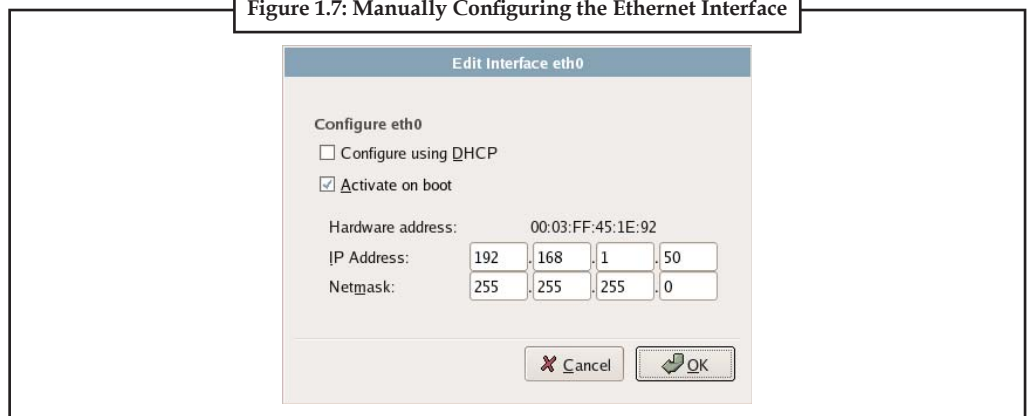 Figure 1.7: Manually Configuring the Ethernet Interface
Edit Interface eth0
Configure eth0
Configure using DHCP
Activate on boot
Hardware address: 00:03:FF:45:1E:92
IP Address: 192 . 168 . 1 . 50
Netmask: 255 . 255 . 255 . 0
Cancel OK